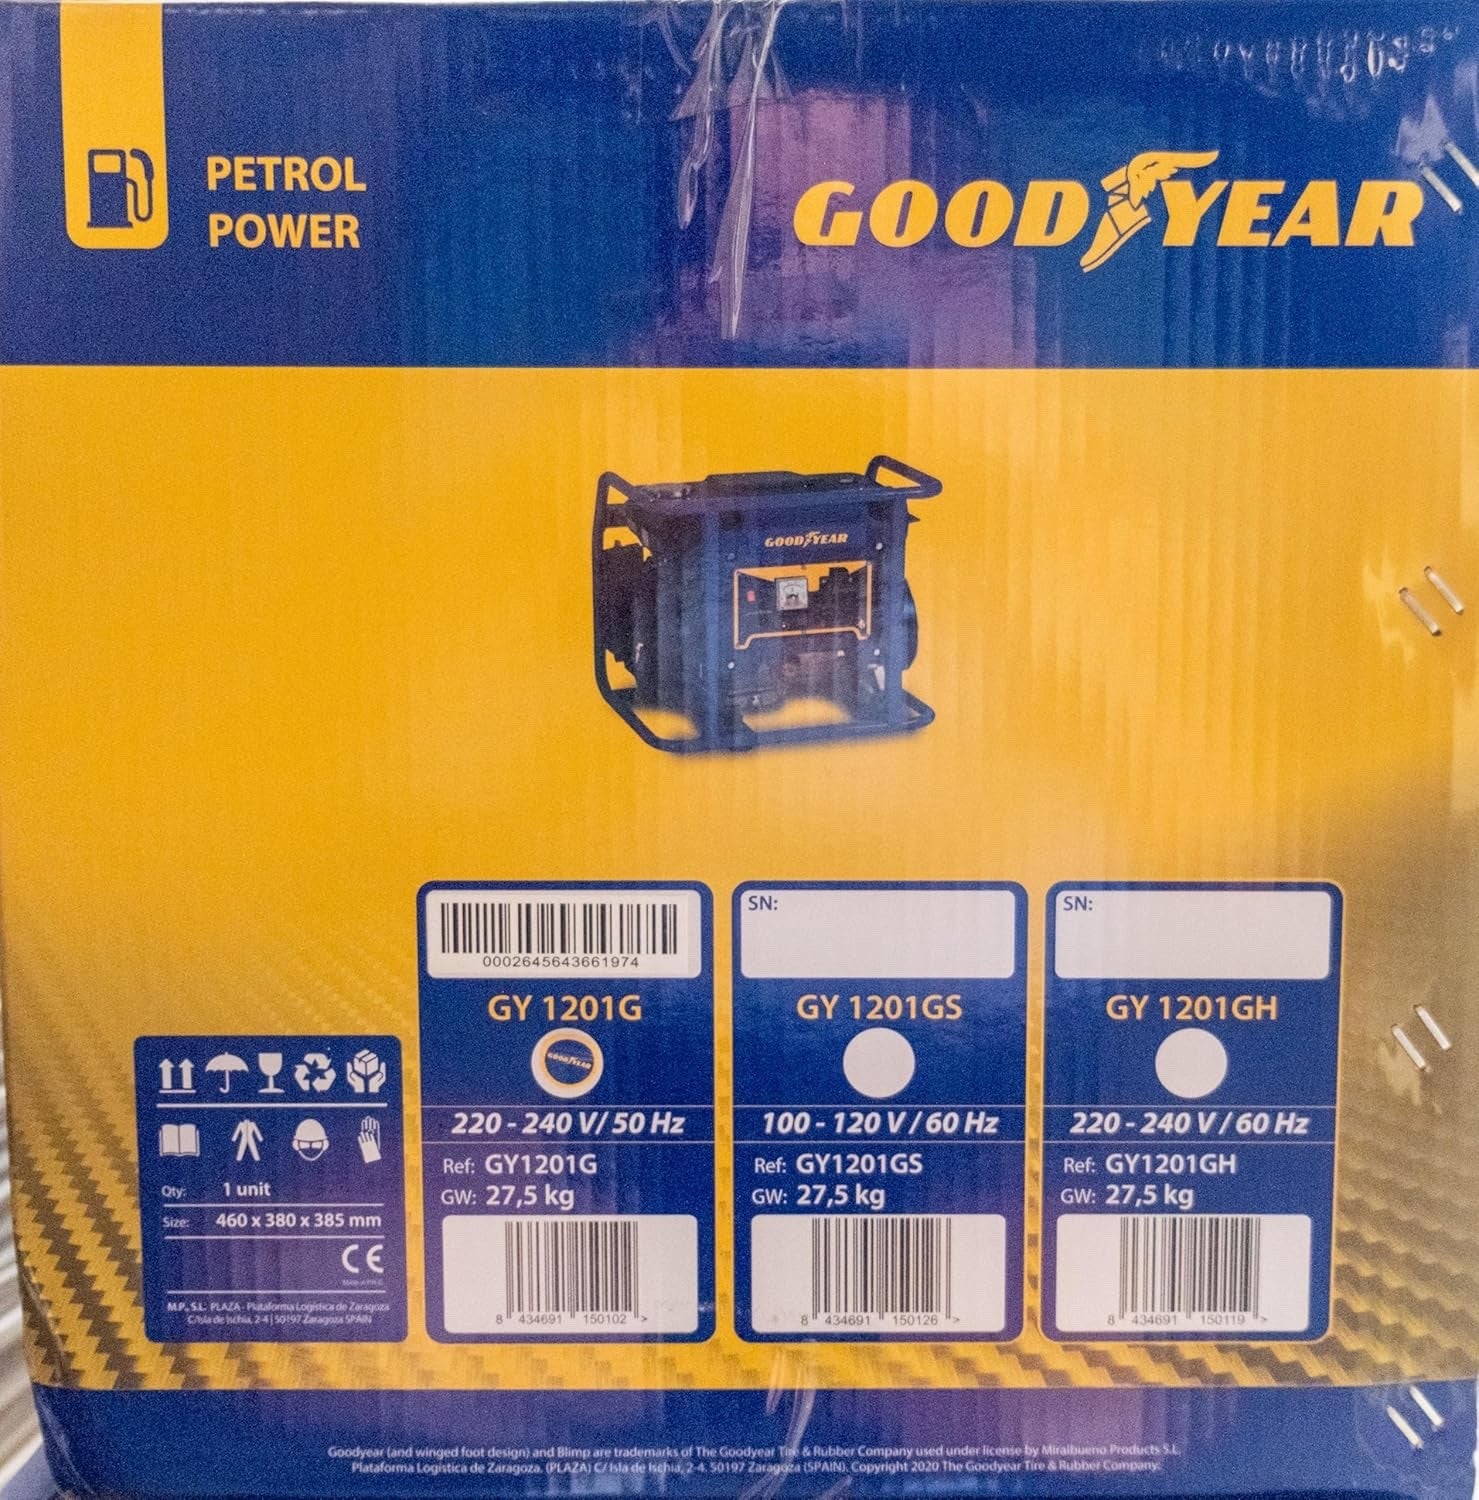 PETROL
POWER
GOODYEAR
GOODYEAR
0002645643661974
GY 1201G
GOODYEAR
220 - 240 V/ 50 Hz
Ref: GY1201G
GW: 27,5 kg
8 434691 150102 >
SN:
GY 1201GS
100 - 120 V / 60 Hz
Ref: GY1201GS
GW: 27,5 kg
8 434691 150126 >
SN:
GY 1201GH
220 - 240 V / 60 Hz
Ref: GY1201GH
GW: 27,5 kg
8 434691 150119 >
Qty: 1 unit
Size: 460 x 380 x 385 mm
CE
Made in P.R.C.
M.P., S.L. PLAZA - Plataforma Logística de Zaragoza
C/Isla de Ischia, 2-4 | 50197 Zaragoza SPAIN
Goodyear (and winged foot design) and Blimp are trademarks of The Goodyear Tire & Rubber Company used under license by Miralbueno Products S.L.
Plataforma Logística de Zaragoza. (PLAZA) C/ Isla de Ischia, 2-4. 50197 Zaragoza (SPAIN). Copyright 2020 The Goodyear Tire & Rubber Company.